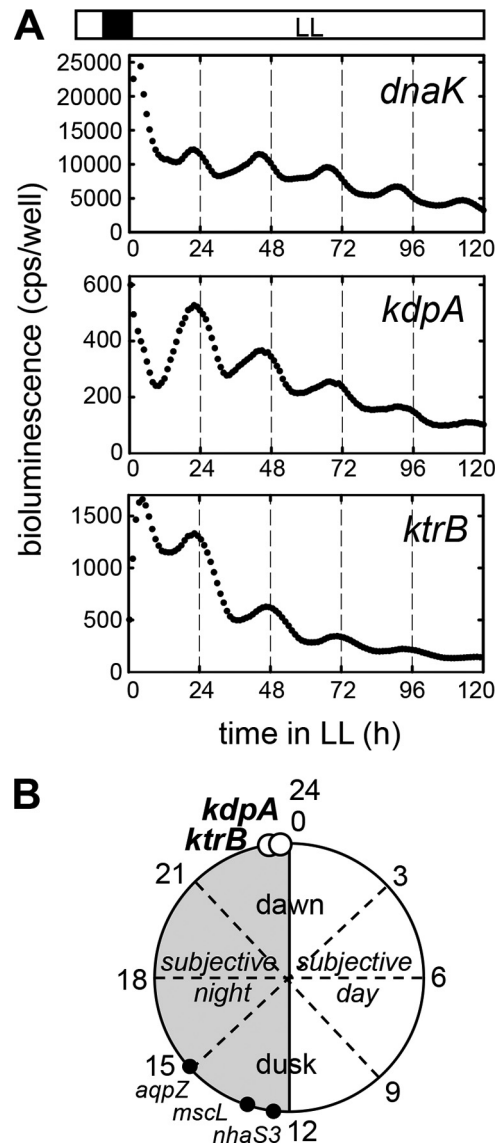 A
LL
25000
20000
15000
10000
5000
0
dnaK
0 24 48 72 96 120
600
400
200
0
kdpA
0 24 48 72 96 120
1500
1000
500
0
ktrB
0 24 48 72 96 120
bioluminescence (cps/well)
time in LL (h)
B
kdpA
ktrB
24
0
21
3
dawn
18
subjective
night
subjective
day
6
15
dusk
9
aqpZ
mscL
nhaS3
12